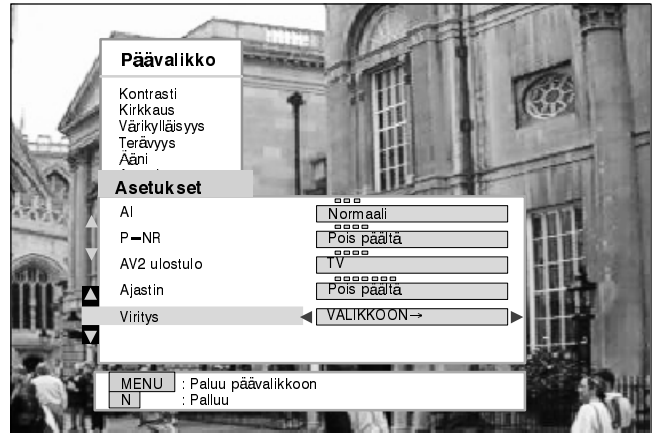 Päävalikko
Kontrasti
Kirkkaus
Värikylläisyys
Terävyys
Ääni
Asetukset
AI Normaali
P-NR Pois päältä
AV2 ulostulo TV
Ajastin Pois päältä
Viritys VALIKKOON→
MENU : Paluu päävalikkoon
N : Palluu